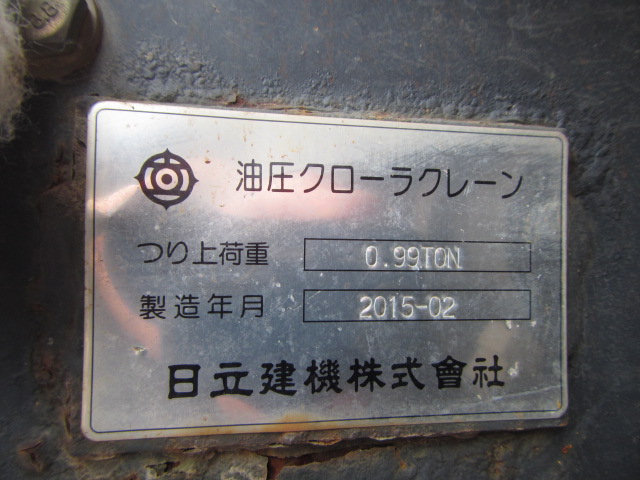 油圧クローラクレーン
つり上荷重 0.99TON
製造年月 2015-02
日立建機株式會社